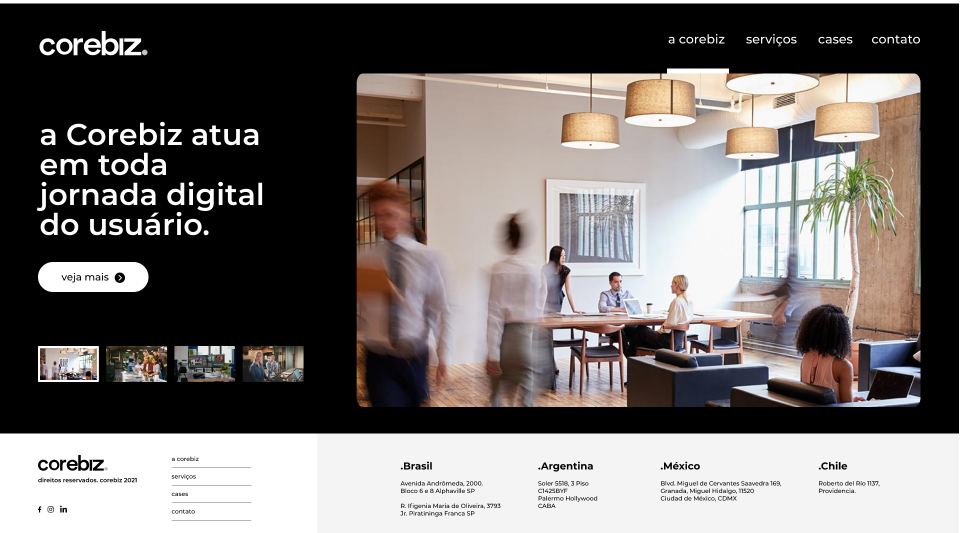 corebiz.
a corebiz
serviços
cases
contato
a Corebiz atua
em toda
jornada digital
do usuário.
veja mais
corebiz.
direitos reservados. corebiz 2021
a corebiz
serviços
cases
contato
.Brasil
Avenida Andrômeda, 2000.
Bloco 6 e 8 Alphaville SP
R. Ifigenia Maria de Oliveira, 3793
Jr. Piratininga Franca SP
.Argentina
Soler 5518, 3 Piso
C1425BYF
Palermo Hollywood
CABA
.México
Blvd. Miguel de Cervantes Saavedra 169,
Granada, Miguel Hidalgo, 11520
Ciudad de México, CDMX
.Chile
Roberto del Río 1137,
Providencia.